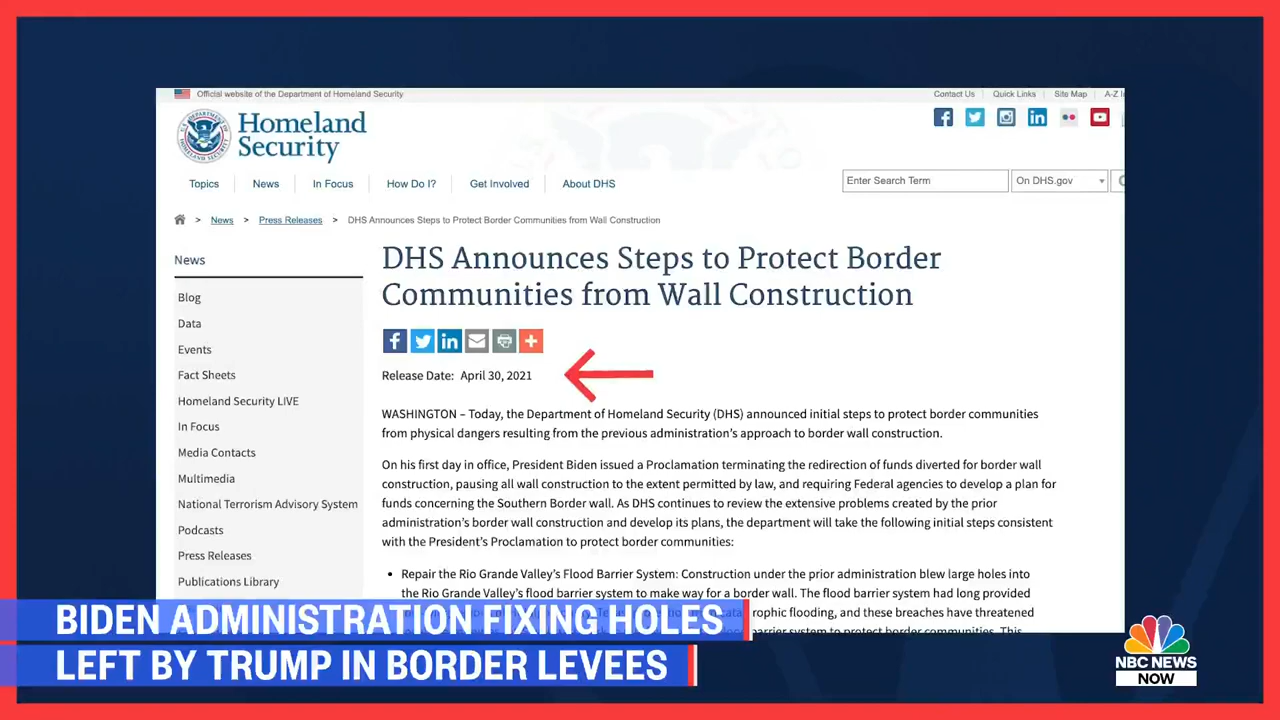 Official website of the Department of Homeland Security
Contact Us Quick Links Site Map A-Z
Homeland
Security
Topics News In Focus How Do I? Get Involved About DHS
Enter Search Term On DHS.gov
> News > Press Releases > DHS Announces Steps to Protect Border Communities from Wall Construction
News
Blog
Data
Events
Fact Sheets
Homeland Security LIVE
In Focus
Media Contacts
Multimedia
National Terrorism Advisory System
Podcasts
Press Releases
Publications Library
DHS Announces Steps to Protect Border
Communities from Wall Construction
Release Date: April 30, 2021
WASHINGTON – Today, the Department of Homeland Security (DHS) announced initial steps to protect border communities
from physical dangers resulting from the previous administration's approach to border wall construction.
On his first day in office, President Biden issued a Proclamation terminating the redirection of funds diverted for border wall
construction, pausing all wall construction to the extent permitted by law, and requiring Federal agencies to develop a plan for
funds concerning the Southern Border wall. As DHS continues to review the extensive problems created by the prior
administration's border wall construction and develop its plans, the department will take the following initial steps consistent
with the President's Proclamation to protect border communities:
• Repair the Rio Grande Valley's Flood Barrier System: Construction under the prior administration blew large holes into
the Rio Grande Valley's flood barrier system to make way for a border wall. The flood barrier system had long provided
flooding, and these breaches have threatened
barrier system to protect border communities. This
BIDEN ADMINISTRATION FIXING HOLES
LEFT BY TRUMP IN BORDER LEVEES
NBC NEWS
NOW